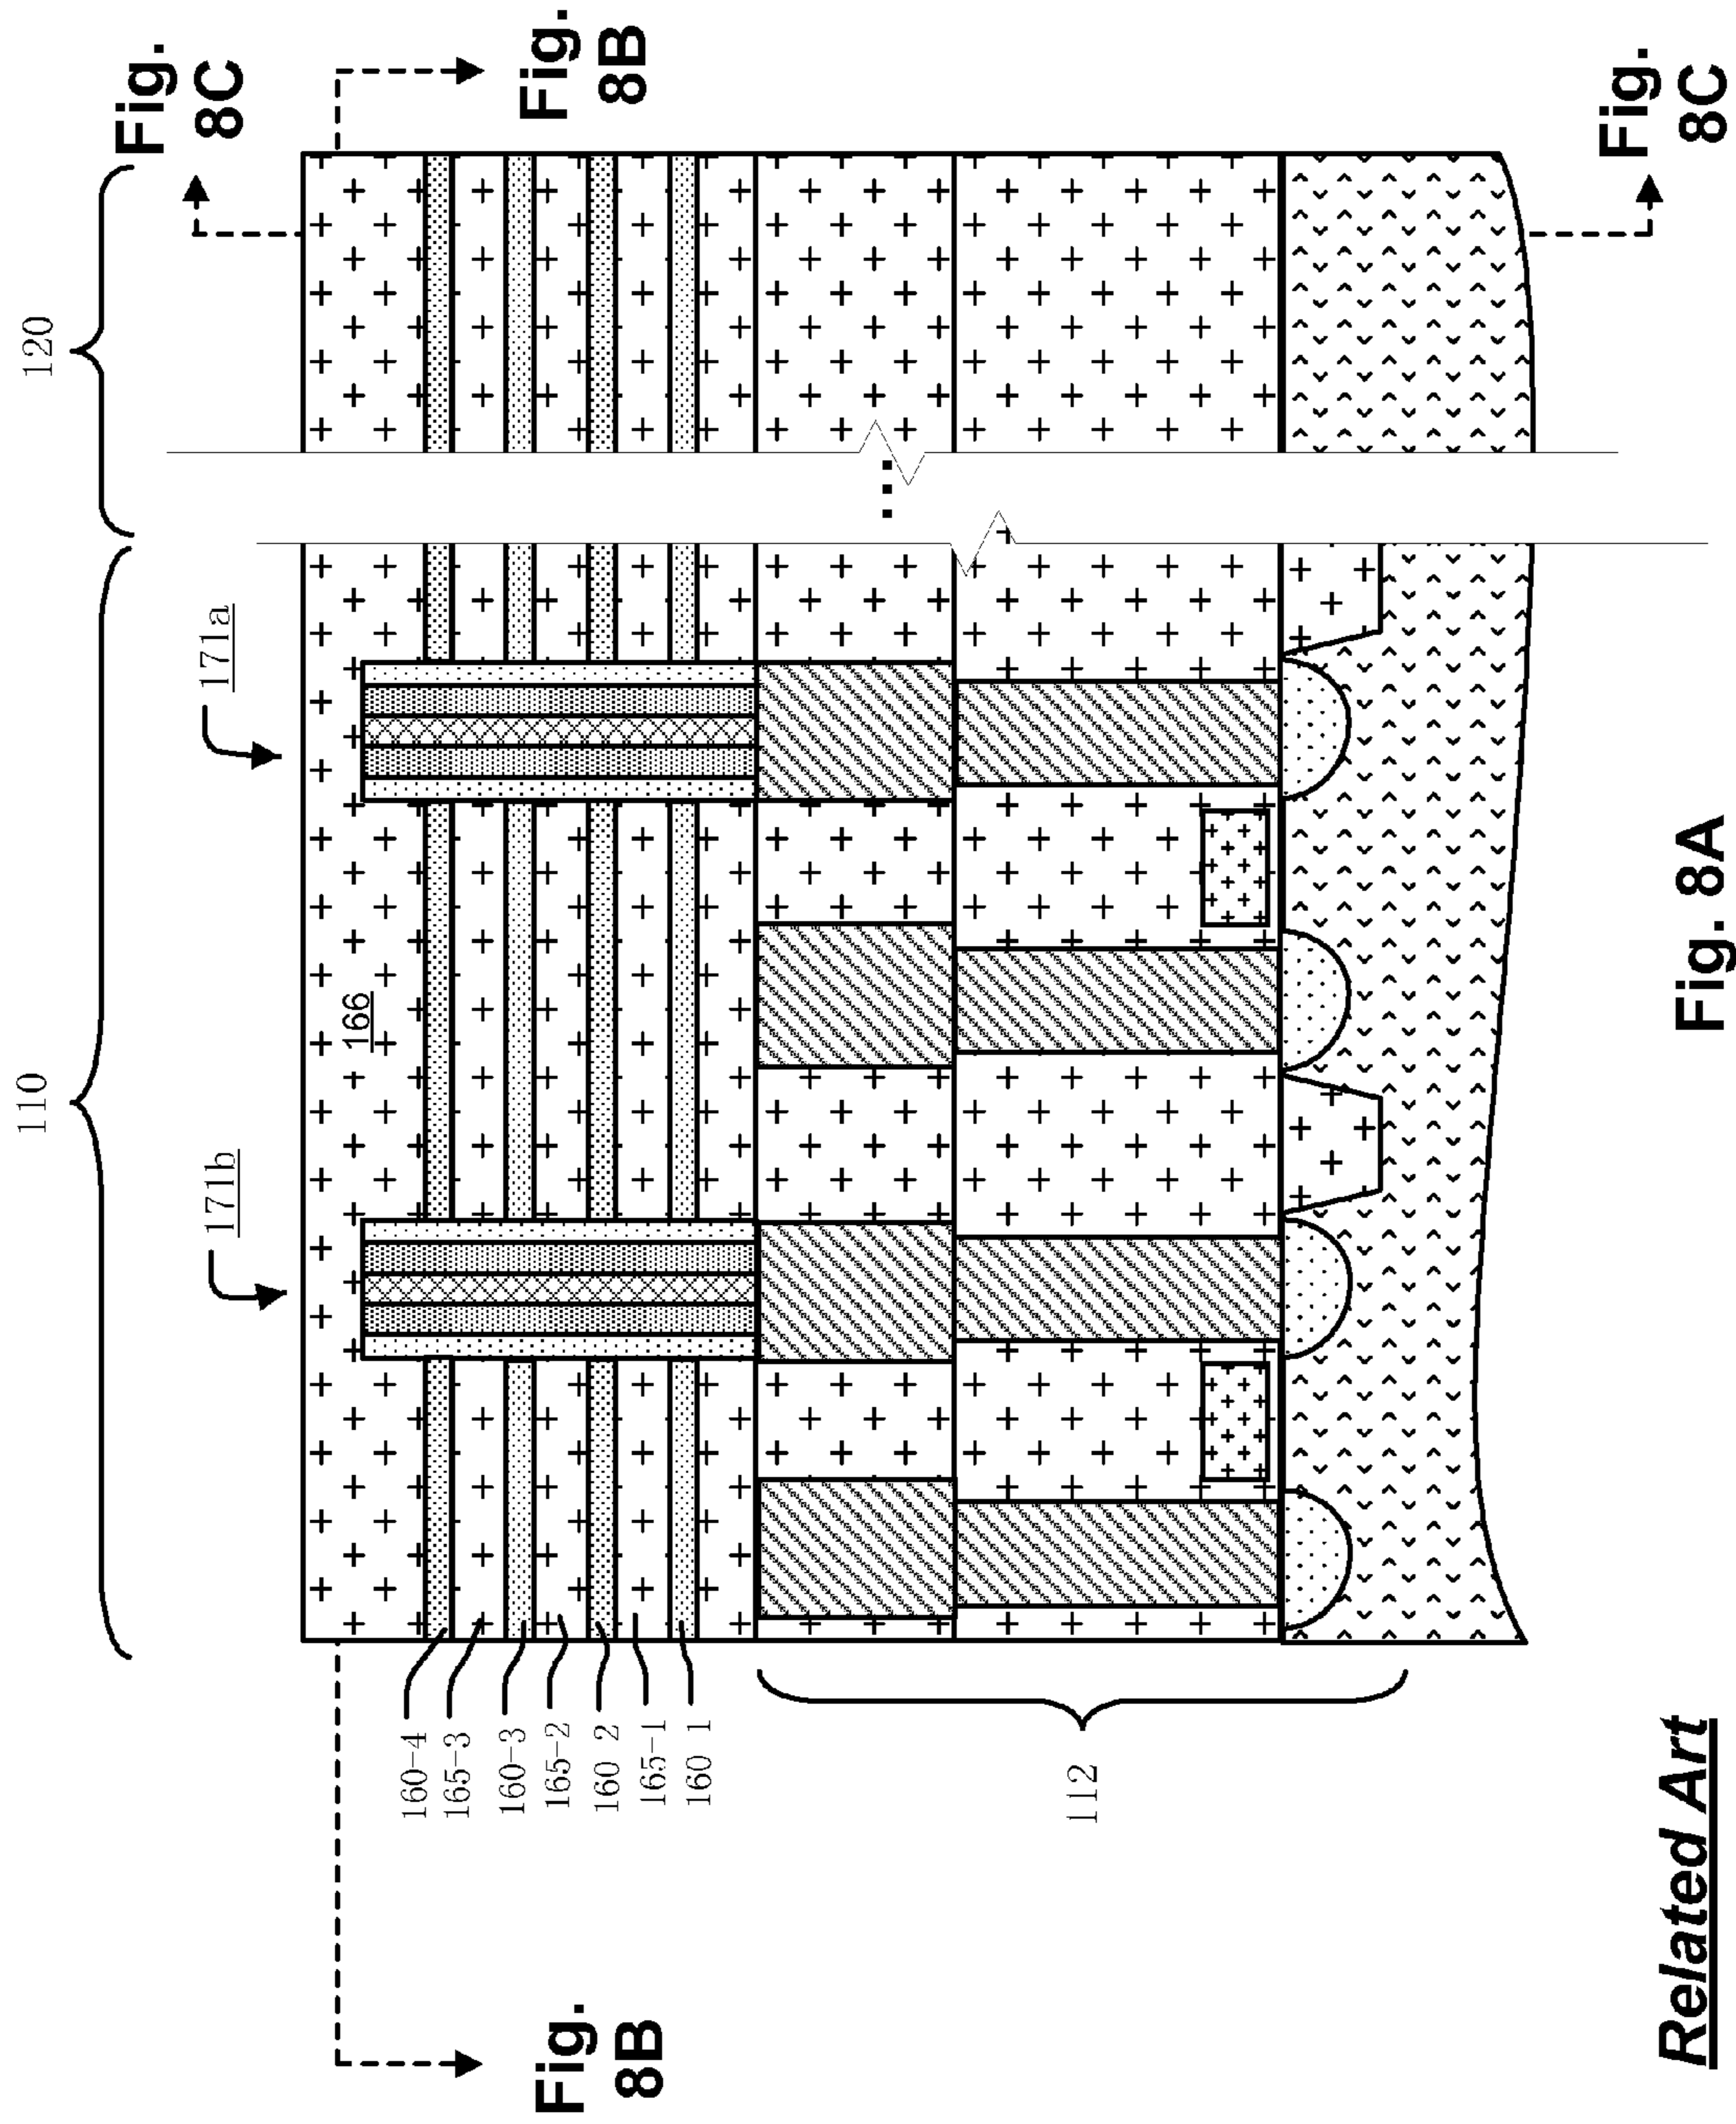 110
120
171b
171a
Fig.
8C
Fig.
8B
166
160-4
165-3
160-3
165-2
160 2
165-1
160 1
112
Fig.
8B
Fig.
8C
Related Art
Fig. 8A